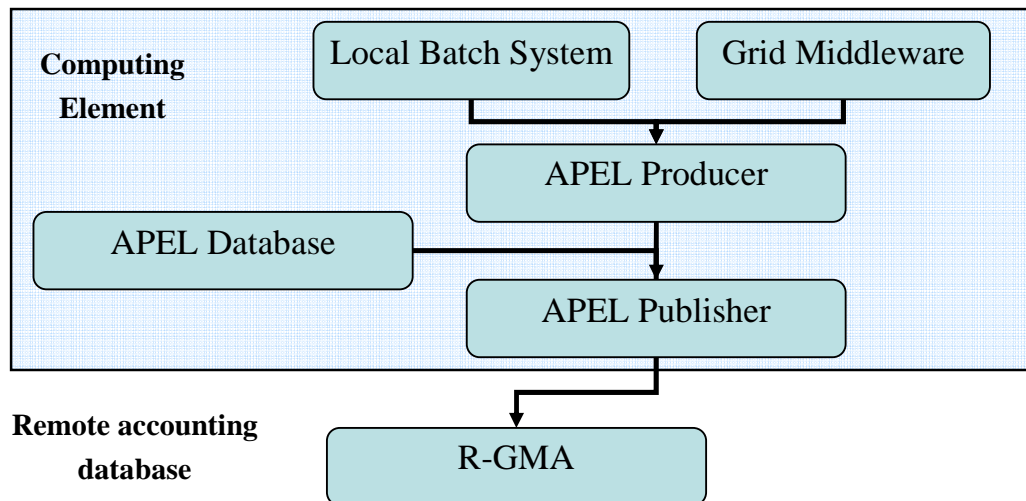 Computing
Element
Local Batch System
Grid Middleware
APEL Producer
APEL Database
APEL Publisher
Remote accounting
database
R-GMA